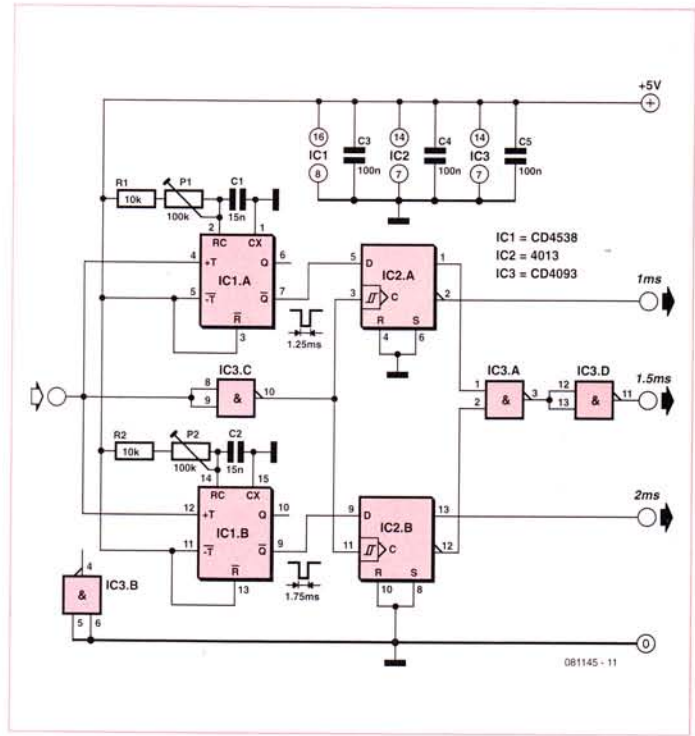 +5V
+
16 14 14
R1 P1 C1 IC1 C3 IC2 C4 IC3 C5
10k 100k 15n 8 100n 7 100n 7 100n
2 1
RC CX
4 +T Q 6
IC1.A
5 -T Q 7
R
3
1.25ms
IC1 = CD4538
IC2 = 4013
IC3 = CD4093
5 D 1
IC2.A
3 C 2
R S
4 6
1ms
IC3.C
8 & 10
9
IC3.A IC3.D
1 & 3 12 & 11
2 13
1.5ms
R2 P2 C2
10k 100k 15n
14 15
RC CX
12 +T Q 10
IC1.B
11 -T Q 9
R
13
1.75ms
9 D 13
IC2.B
11 C 12
R S
10 8
2ms
4
& IC3.B
5 6
0
081145 - 11